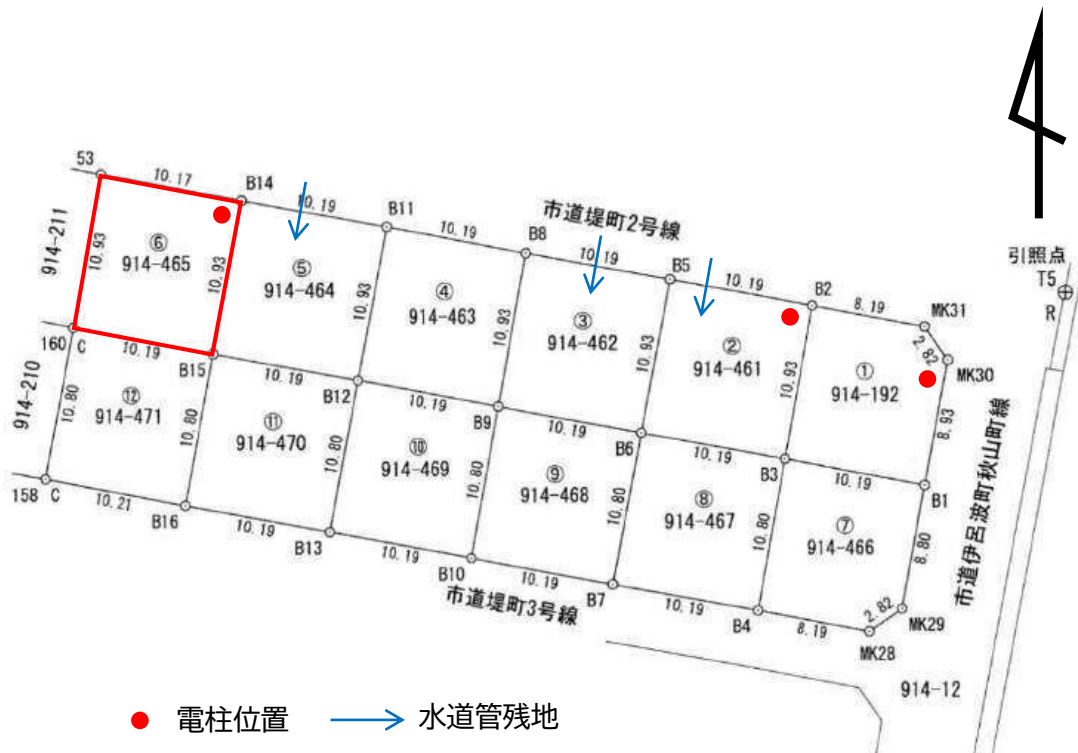 53
10.17
B14
10.19
B11
10.19
B8
市道堤町2号線
10.19
B5
10.19
B2
8.19
MK31
2.82
MK30
引照点
T5
R
914-211
10.93
⑥
914-465
10.93
⑤
914-464
10.93
④
914-463
10.93
③
914-462
10.93
②
914-461
10.93
①
914-192
8.93
160 C
10.19
B15
10.19
B12
10.19
B9
10.19
B6
10.19
B3
10.19
B1
914-210
10.80
⑫
914-471
10.80
⑪
914-470
10.80
⑩
914-469
10.80
⑨
914-468
10.80
⑧
914-467
10.80
⑦
914-466
8.80
市道伊呂波町秋山町線
158 C
10.21
B16
10.19
B13
10.19
B10
10.19
B7
10.19
B4
8.19
MK28
2.82
MK29
市道堤町3号線
914-12
電柱位置
水道管残地